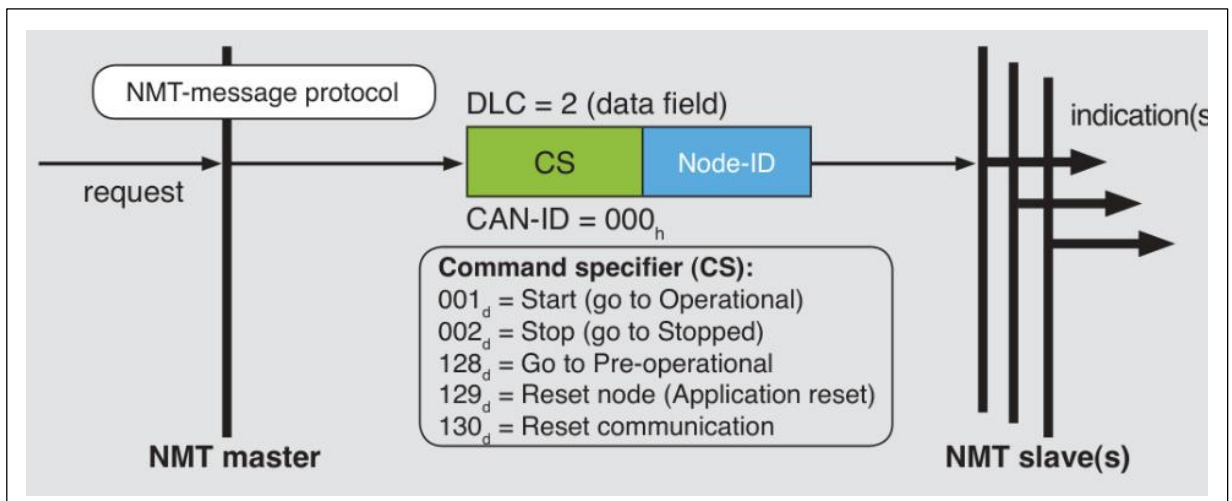 NMT-message protocol
DLC = 2 (data field)
indication(s
request
CS
Node-ID
CAN-ID = 000h
Command specifier (CS):
001d = Start (go to Operational)
002d = Stop (go to Stopped)
128d = Go to Pre-operational
129d = Reset node (Application reset)
130d = Reset communication
NMT master
NMT slave(s)